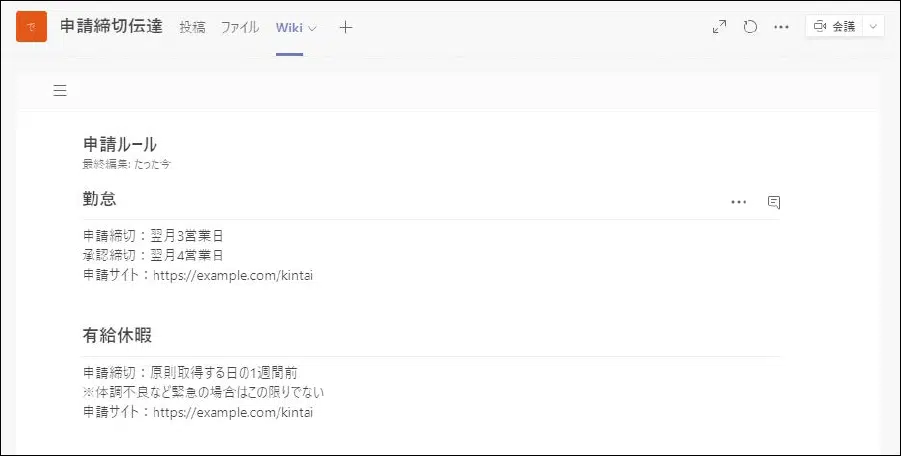 で
申請締切伝達 投稿 ファイル Wiki
会議
申請ルール
最終編集: たった今
勤怠
申請締切：翌月3営業日
承認締切：翌月4営業日
申請サイト：https://example.com/kintai
有給休暇
申請締切：原則取得する日の1週間前
※体調不良など緊急の場合はこの限りでない
申請サイト：https://example.com/kintai